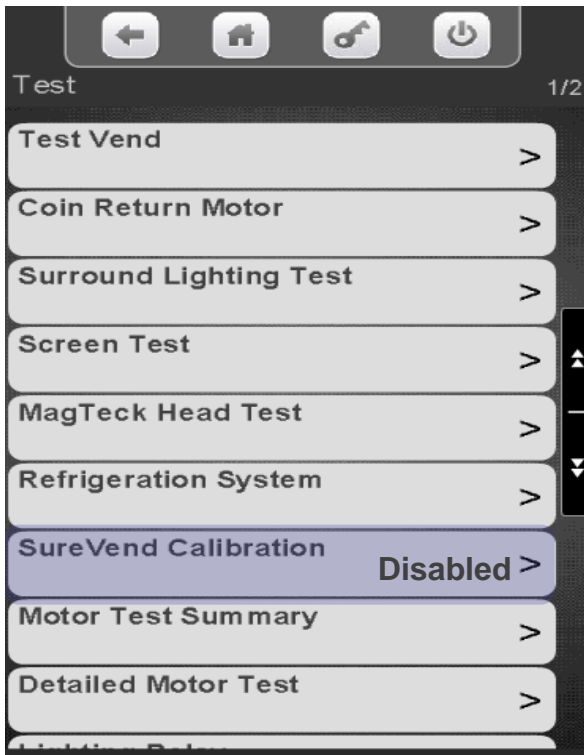 Test
1/2
Test Vend
>
Coin Return Motor
>
Surround Lighting Test
>
Screen Test
>
MagTeck Head Test
>
Refrigeration System
>
SureVend Calibration
Disabled >
Motor Test Summary
>
Detailed Motor Test
>